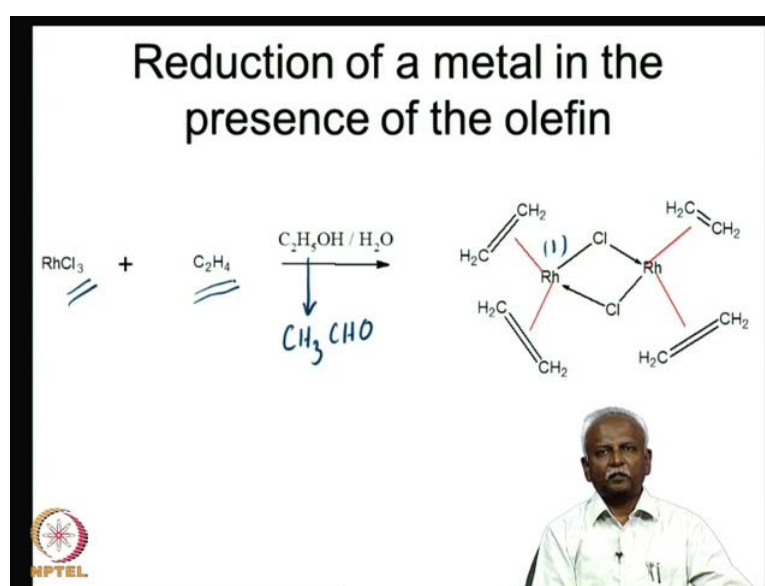 Reduction of a metal in the
presence of the olefin
RhCl₃ + C₂H₄
C₂H₅OH / H₂O
CH₃CHO
H₂C CH₂
(1)
Rh Cl Rh Cl
H₂C CH₂
H₂C CH₂
H₂C CH₂
NPTEL